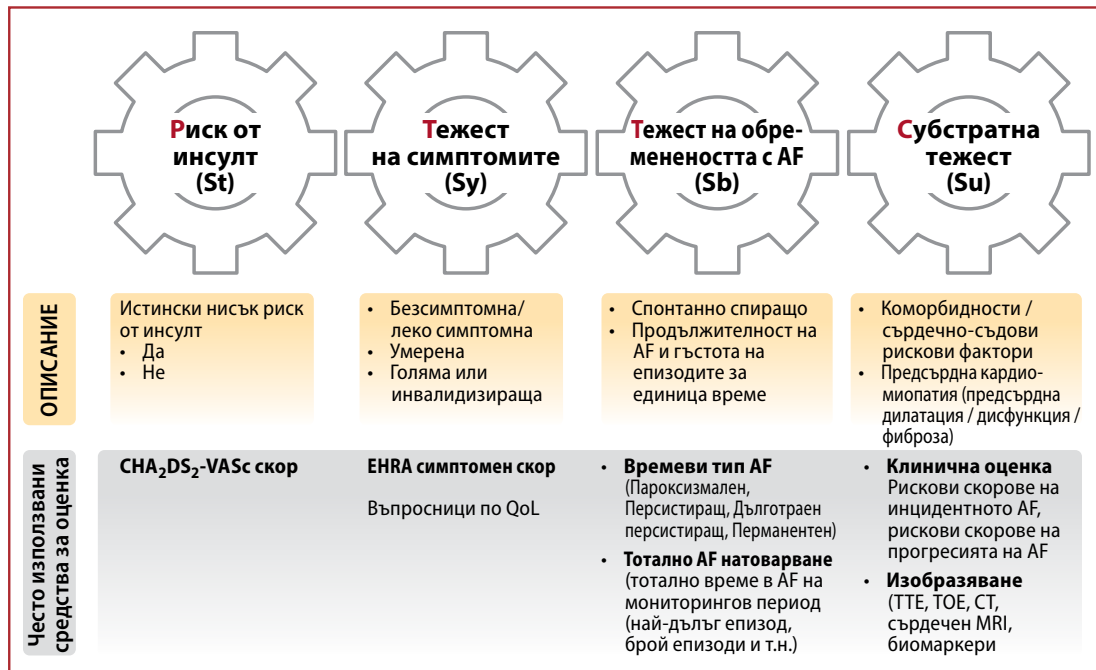 Риск от
инсулт
(St)
Тежест
на симптомите
(Sy)
Тежест на обре-
менеността с AF
(Sb)
Субстратна
тежест
(Su)
ОПИСАНИЕ
Истински нисък риск
от инсулт
• Да
• Не
• Безсимптомна/
леко симптомна
• Умерена
• Голяма или
инвалидизираща
• Спонтанно спиращо
• Продължителност на
AF и гъстота на
епизодите за
единица време
• Коморбидности /
сърдечно-съдови
рискови фактори
• Предсърдна кардио-
миопатия (предсърдна
дилатация / дисфункция /
фиброза)
Често използвани
средства за оценка
CHA₂DS₂-VASc скор
EHRA симптомен скор
Въпросници по QoL
• Времеви тип AF
(Пароксизмален,
Персистиращ, Дълготраен
персистиращ, Перманентен)
• Тотално AF натоварване
(тотално време в AF на
мониторингов период
(най-дълъг епизод,
брой епизоди и т.н.)
• Клинична оценка
Рискови скорове на
инцидентното AF,
рискови скорове на
прогресията на AF
• Изобразяване
(TTE, TOE, CT,
сърдечен MRI,
биомаркери